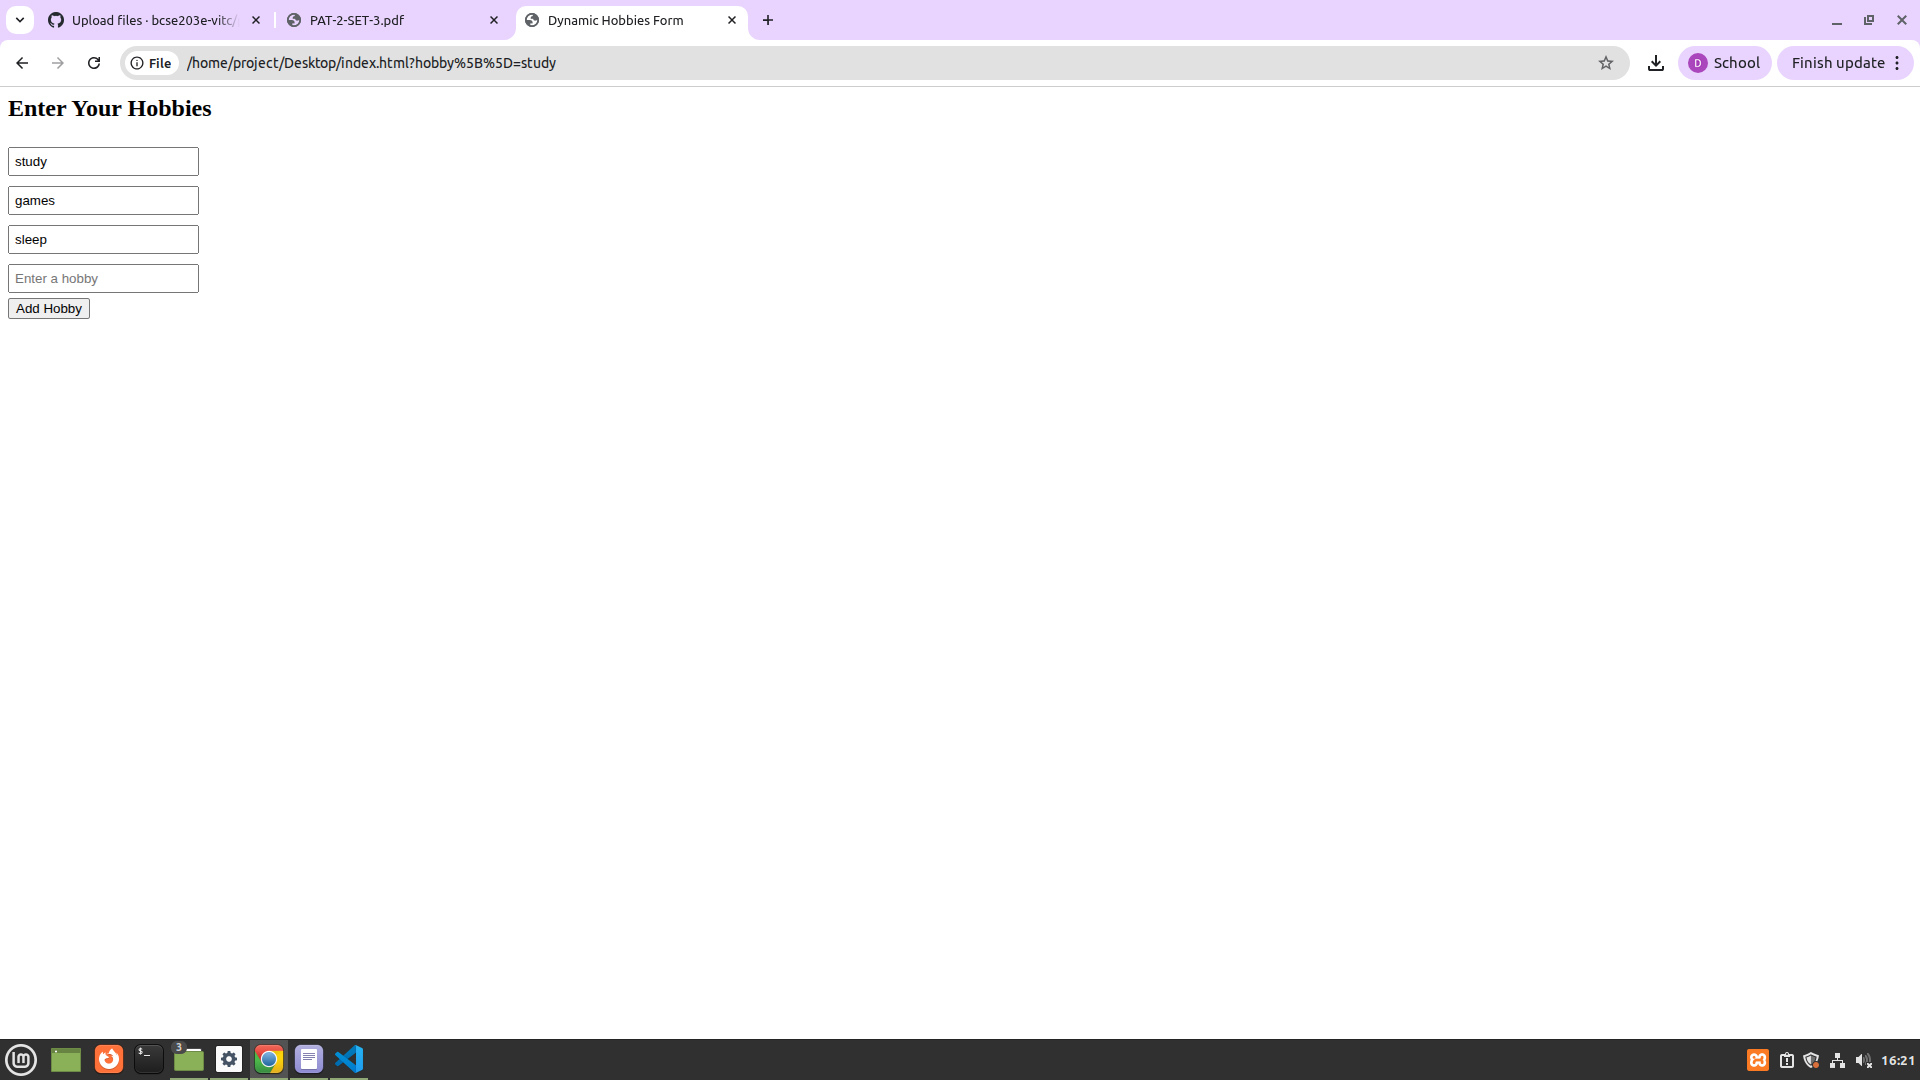 Upload files · bcse203e-vitc/
PAT-2-SET-3.pdf
Dynamic Hobbies Form
File
/home/project/Desktop/index.html?hobby%5B%5D=study
D
School
Finish update
Enter Your Hobbies
study
games
sleep
Enter a hobby
Add Hobby
lm
$_
3
16:21